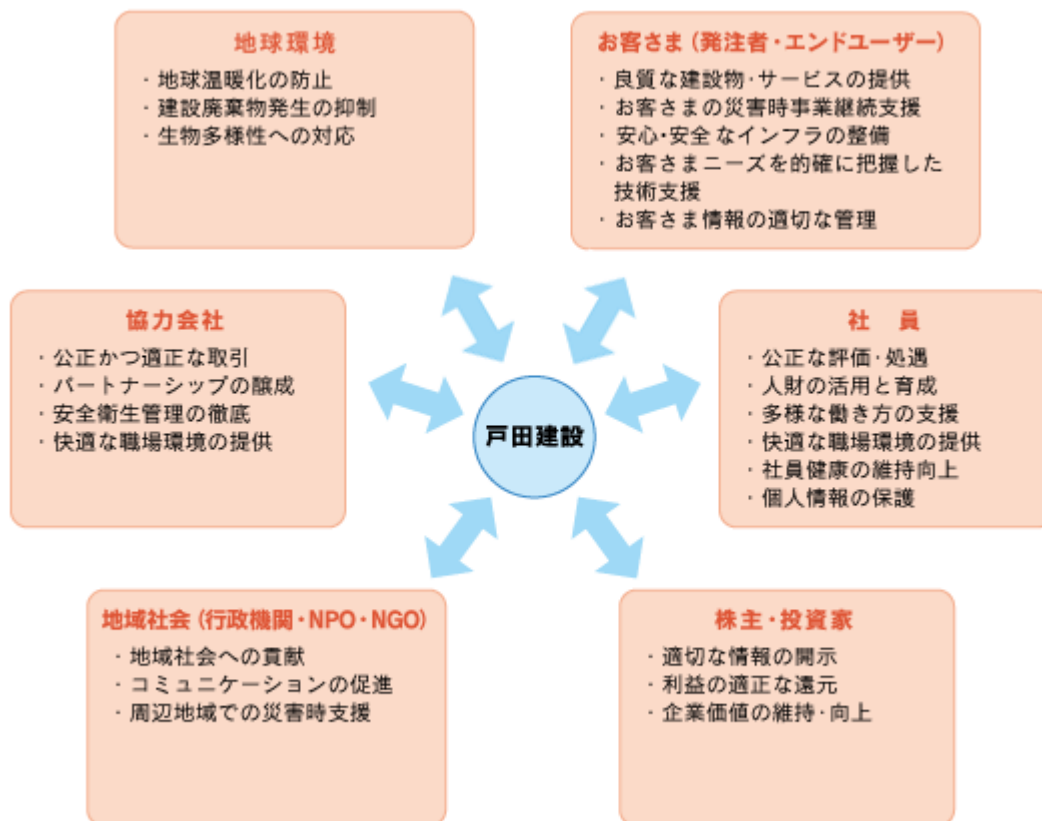 地球環境
・地球温暖化の防止
・建設廃棄物発生の抑制
・生物多様性への対応
お客さま(発注者・エンドユーザー)
・良質な建設物・サービスの提供
・お客さまの災害時事業継続支援
・安心・安全なインフラの整備
・お客さまニーズを的確に把握した
技術支援
・お客さま情報の適切な管理
協力会社
・公正かつ適正な取引
・パートナーシップの醸成
・安全衛生管理の徹底
・快適な職場環境の提供
戸田建設
社　員
・公正な評価・処遇
・人財の活用と育成
・多様な働き方の支援
・快適な職場環境の提供
・社員健康の維持向上
・個人情報の保護
地域社会(行政機関・NPO・NGO)
・地域社会への貢献
・コミュニケーションの促進
・周辺地域での災害時支援
株主・投資家
・適切な情報の開示
・利益の適正な還元
・企業価値の維持・向上